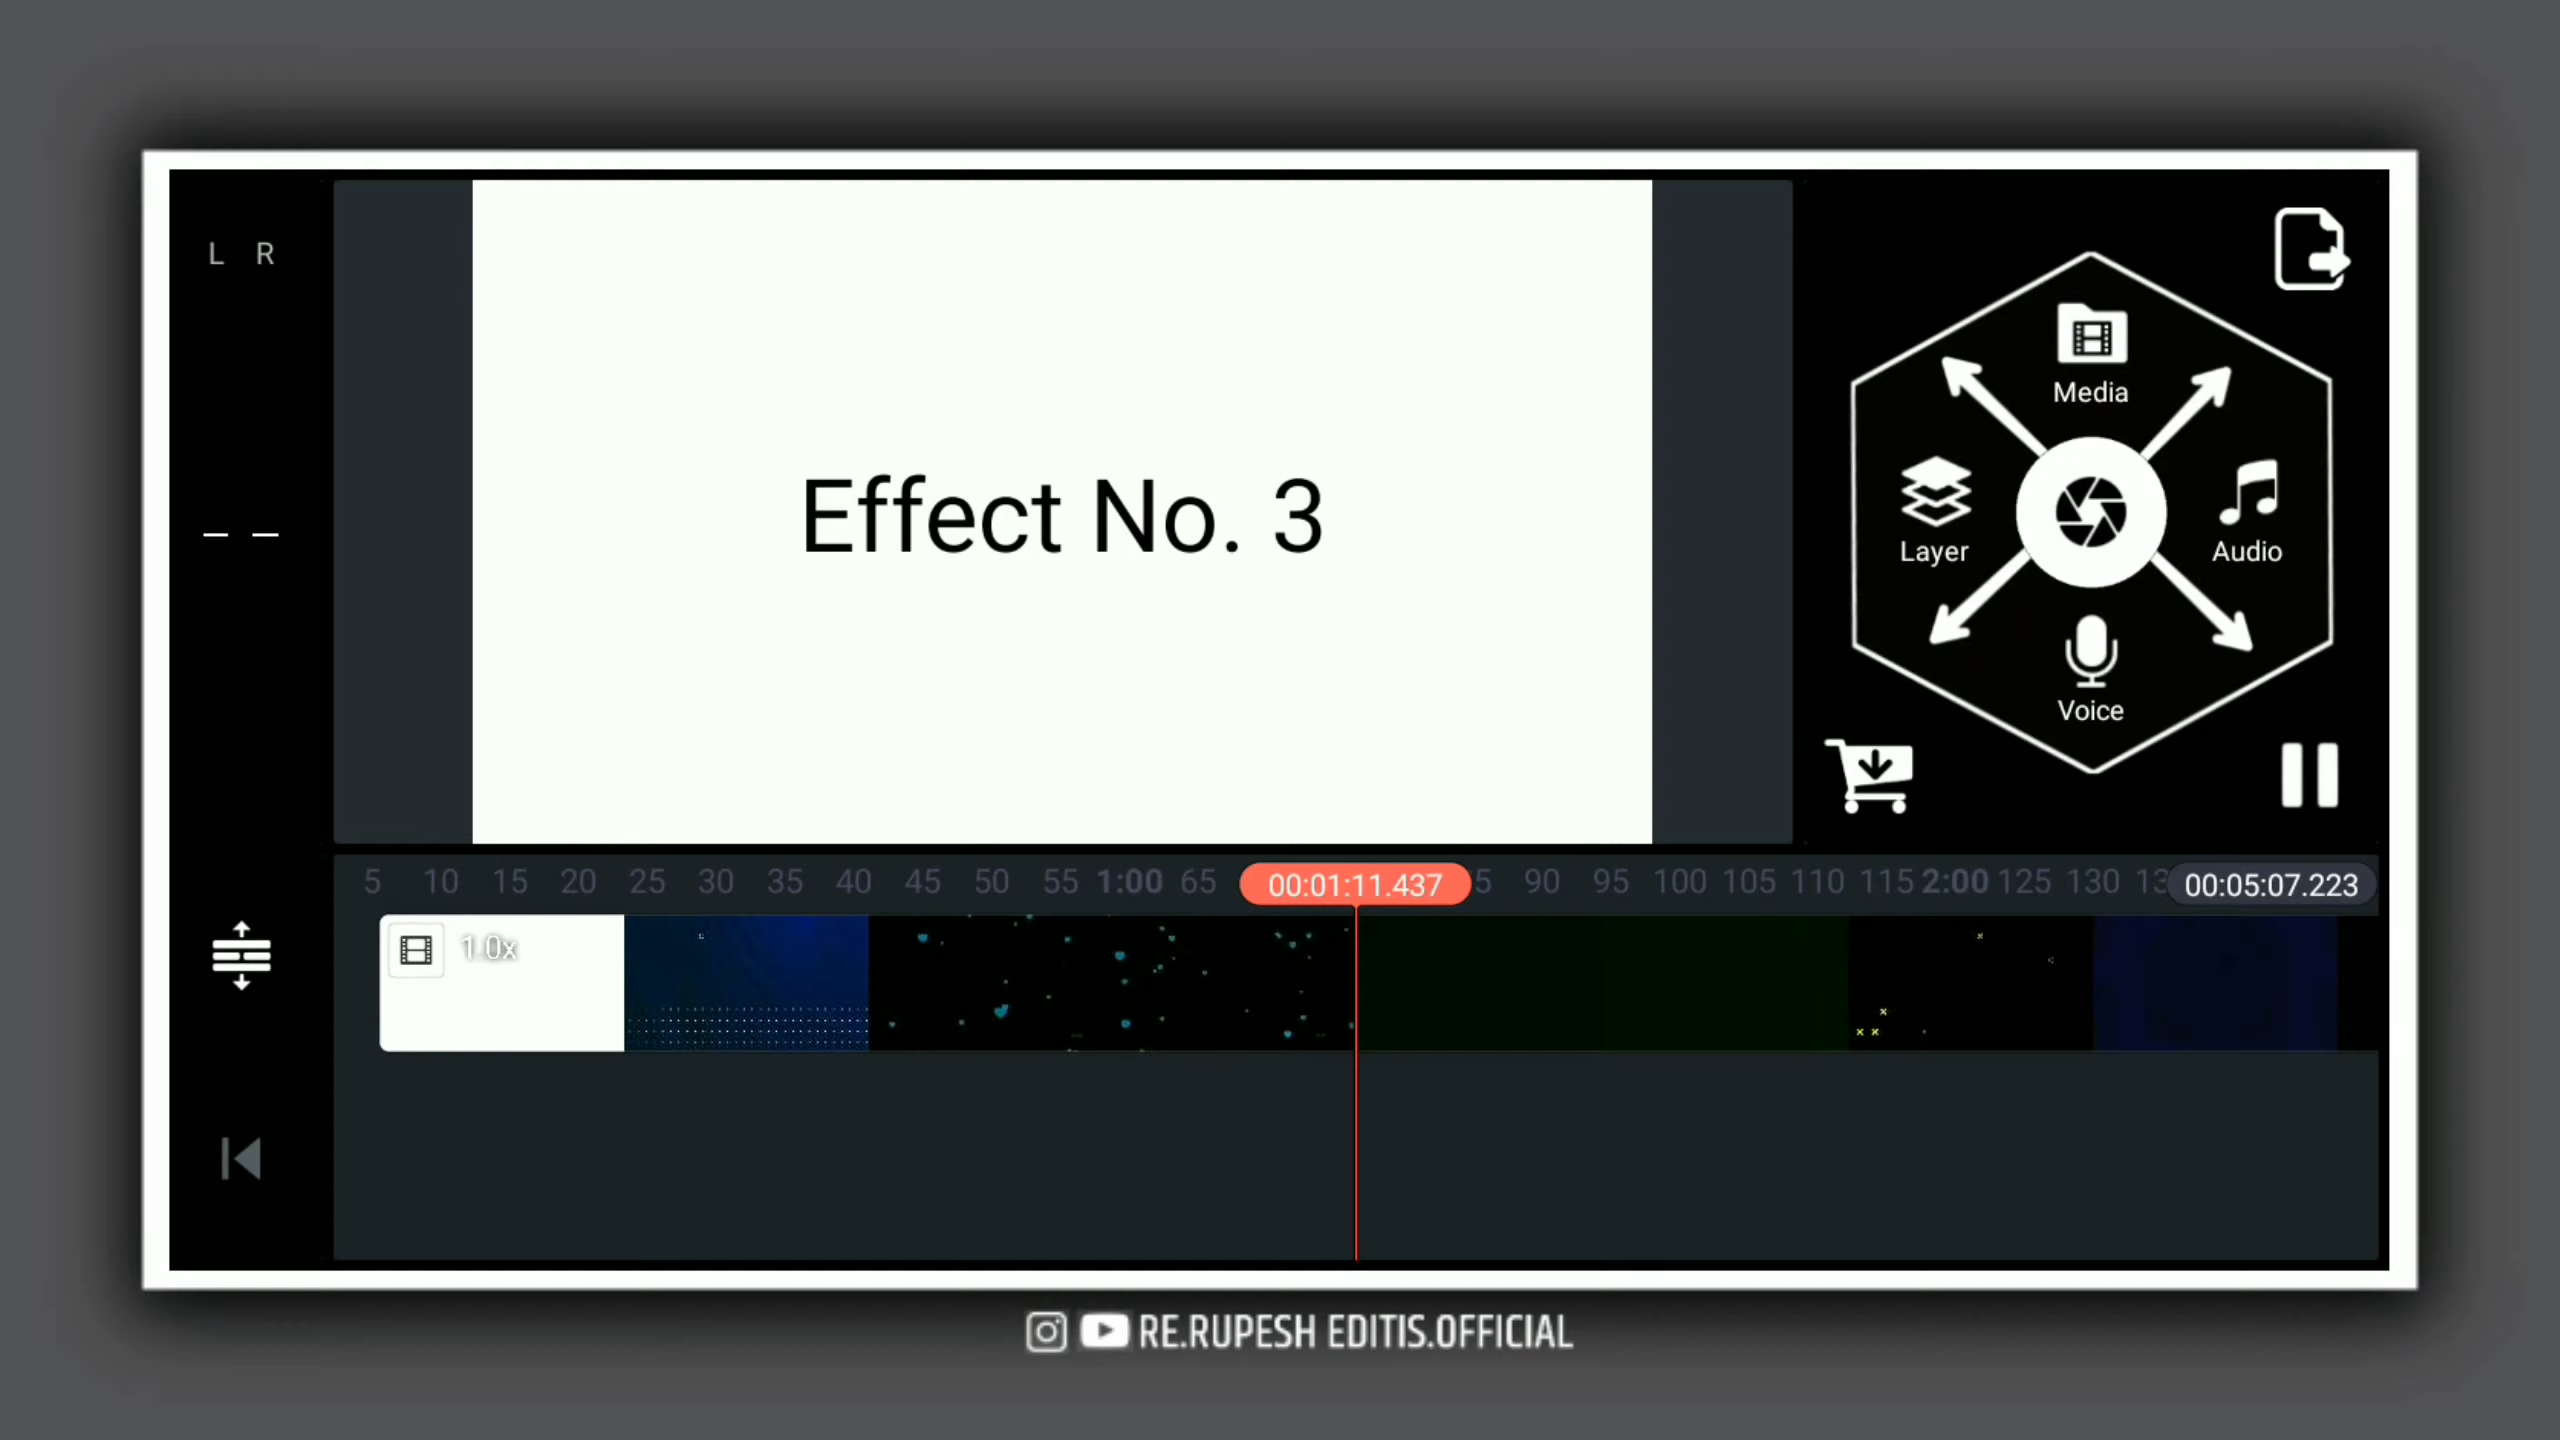 L R
Effect No. 3
Media
Layer
Audio
Voice
5 10 15 20 25 30 35 40 45 50 55 1:00 65 00:01:11.437 5 90 95 100 105 110 115 2:00 125 130 13 00:05:07.223
1.0x
RE.RUPESH EDITIS.OFFICIAL